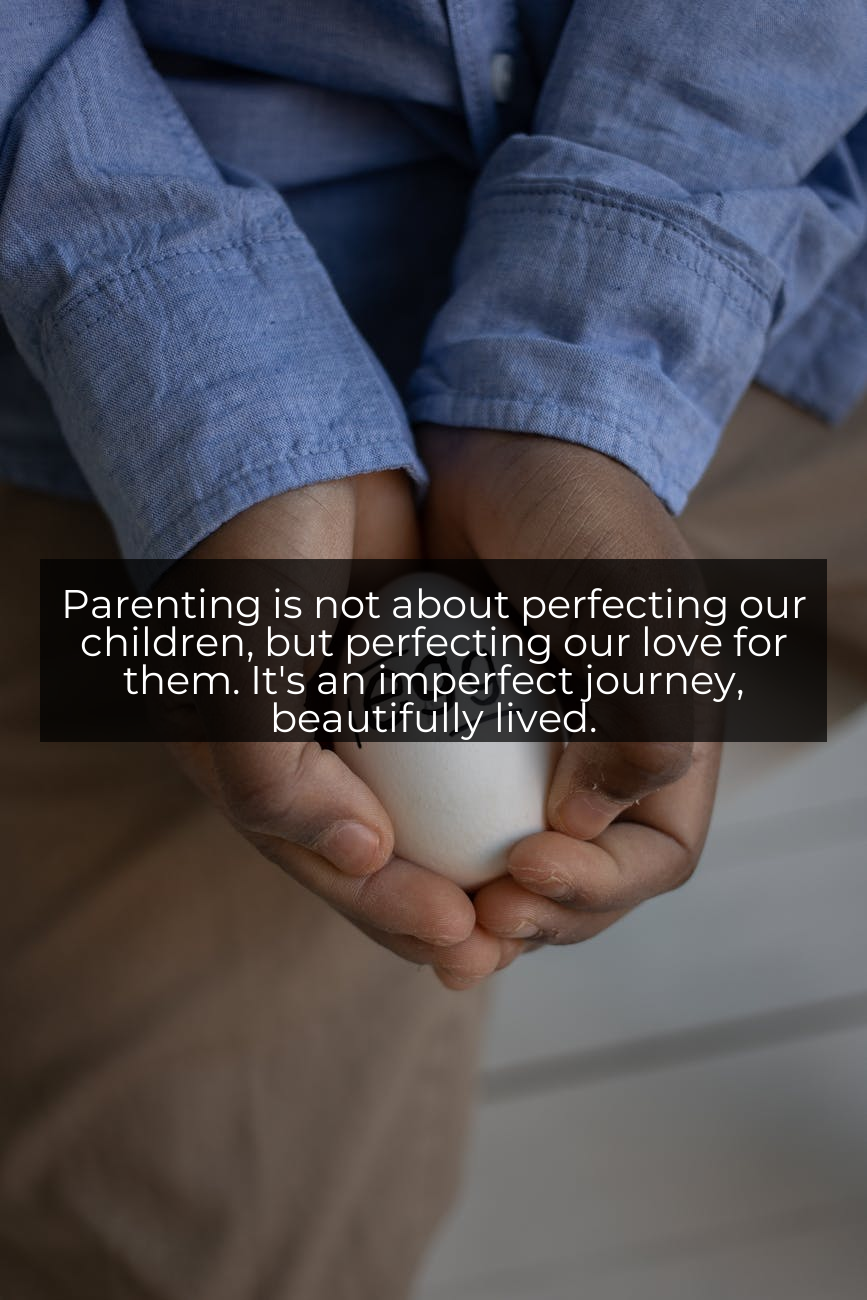 Parenting is not about perfecting our
children, but perfecting our love for
them. It's an imperfect journey,
beautifully lived.
egg